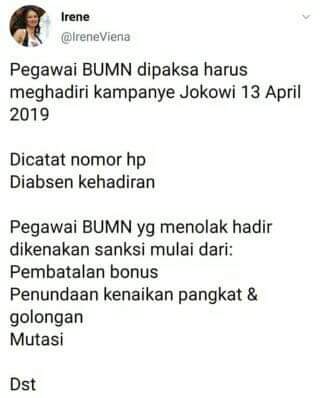 Irene
@IreneViena
Pegawai BUMN dipaksa harus
meghadiri kampanye Jokowi 13 April
2019
Dicatat nomor hp
Diabsen kehadiran
Pegawai BUMN yg menolak hadir
dikenakan sanksi mulai dari:
Pembatalan bonus
Penundaan kenaikan pangkat &
golongan
Mutasi
Dst